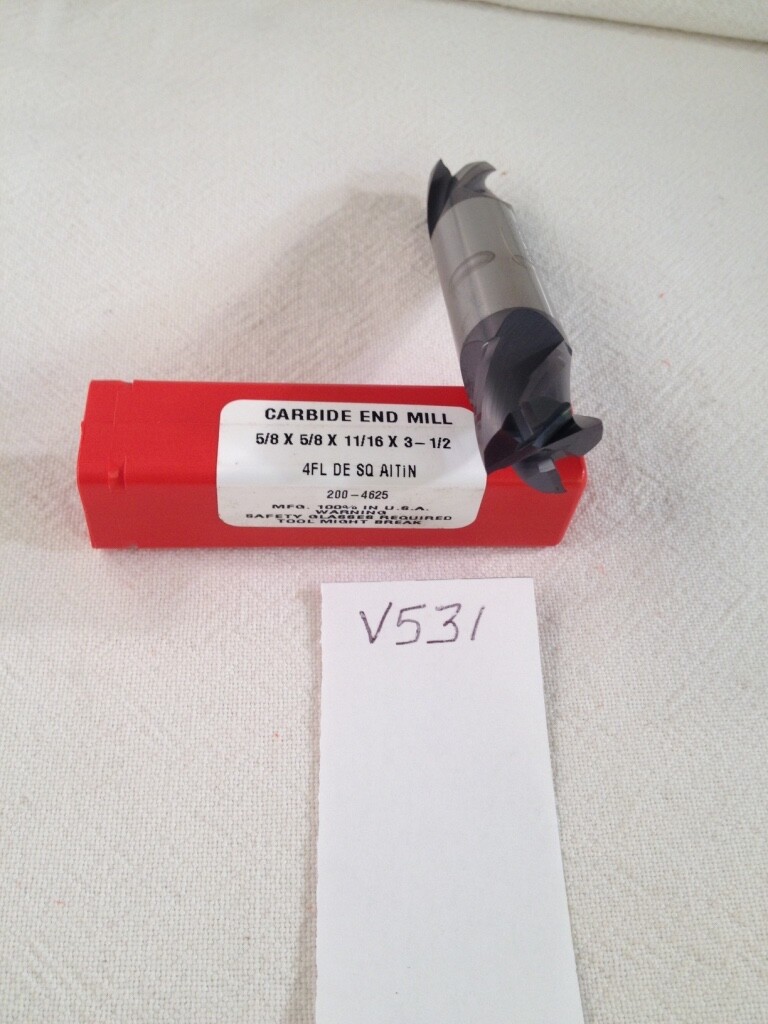 CARBIDE END MILL
5/8 X 5/8 X 11/16 X 3-1/2
4FL DE SQ AlTiN
200-4625
MFG. 100% IN U.S.A.
WARNING
SAFETY GLASSES REQUIRED
TOOL MIGHT BREAK
V531